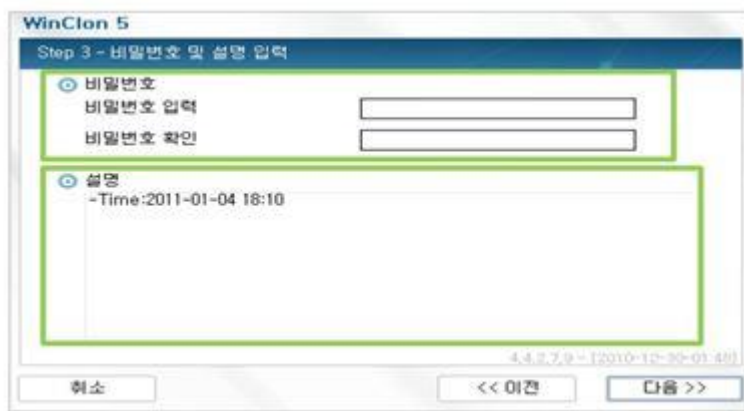 WinClon 5
Step 3 - 비밀번호 및 설명 입력
비밀번호
비밀번호 입력
비밀번호 확인
설명
-Time:2011-01-04 18:10
4.4.2.7.9 - [2010-12-30-01:48]
취소
<< 이전
다음 >>